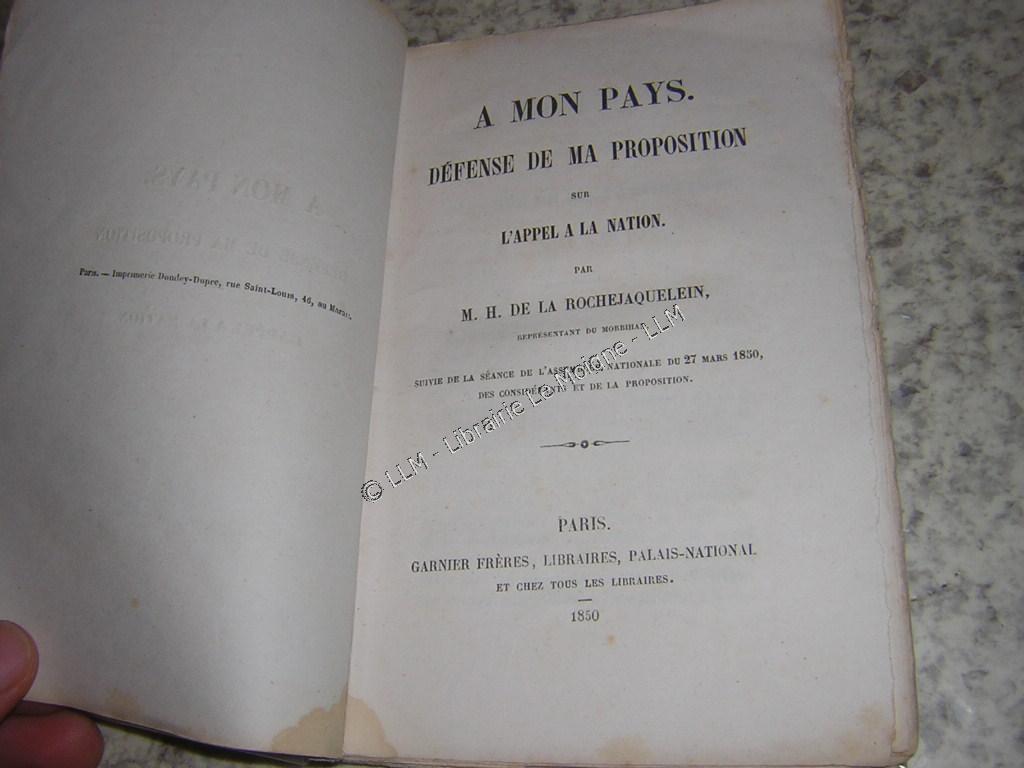 Paris. — Imprimerie Dondey-Dupré, rue Saint-Louis, 46, au Marais.
A MON PAYS.
DÉFENSE DE MA PROPOSITION
SUR
L'APPEL A LA NATION.
PAR
M. H. DE LA ROCHEJAQUELEIN,
REPRÉSENTANT DU MORBIHAN
SUIVIE DE LA SÉANCE DE L'ASSEMBLÉE NATIONALE DU 27 MARS 1850,
DES CONSIDÉRANTS ET DE LA PROPOSITION.
© LLM - Librairie Le Moigne - LLM
PARIS.
GARNIER FRÈRES, LIBRAIRES, PALAIS-NATIONAL
ET CHEZ TOUS LES LIBRAIRES.
1850